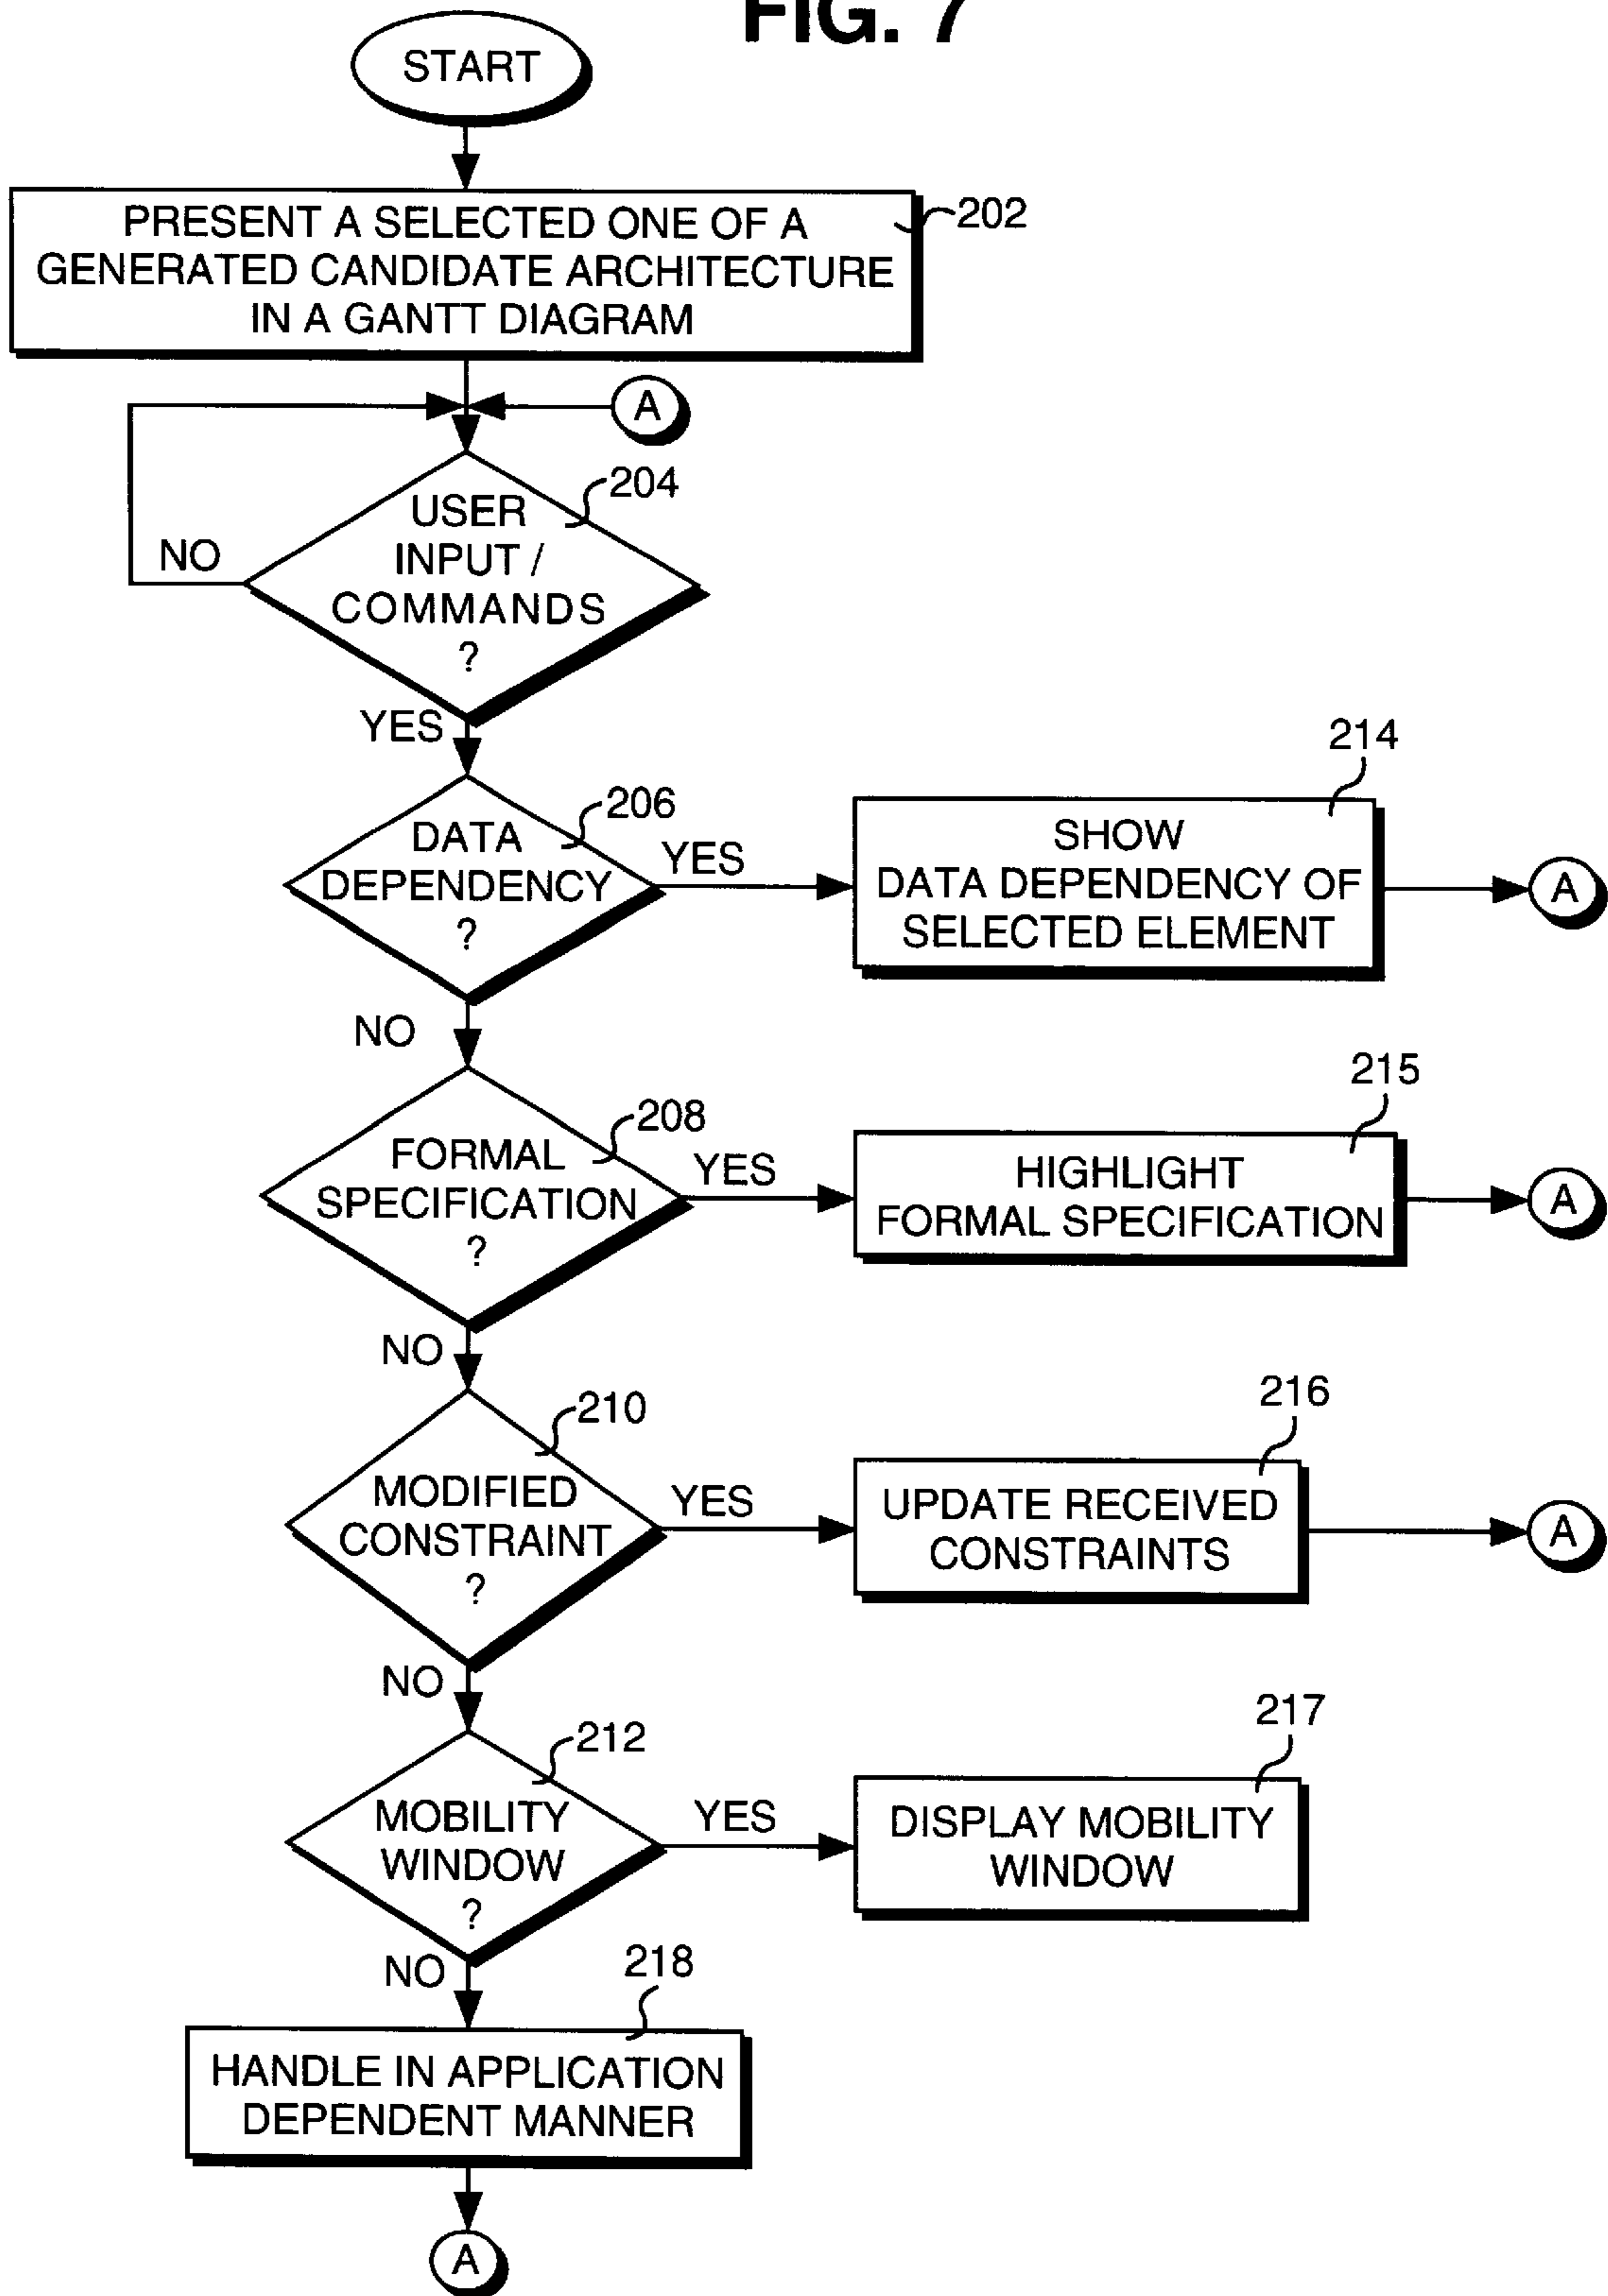 FIG. 7
START
PRESENT A SELECTED ONE OF A
GENERATED CANDIDATE ARCHITECTURE
IN A GANTT DIAGRAM
202
A
204
USER
INPUT /
COMMANDS
?
NO
YES
206
DATA
DEPENDENCY
?
YES
214
SHOW
DATA DEPENDENCY OF
SELECTED ELEMENT
A
NO
208
FORMAL
SPECIFICATION
?
YES
215
HIGHLIGHT
FORMAL SPECIFICATION
A
NO
210
MODIFIED
CONSTRAINT
?
YES
216
UPDATE RECEIVED
CONSTRAINTS
A
NO
212
MOBILITY
WINDOW
?
YES
217
DISPLAY MOBILITY
WINDOW
NO
218
HANDLE IN APPLICATION
DEPENDENT MANNER
A